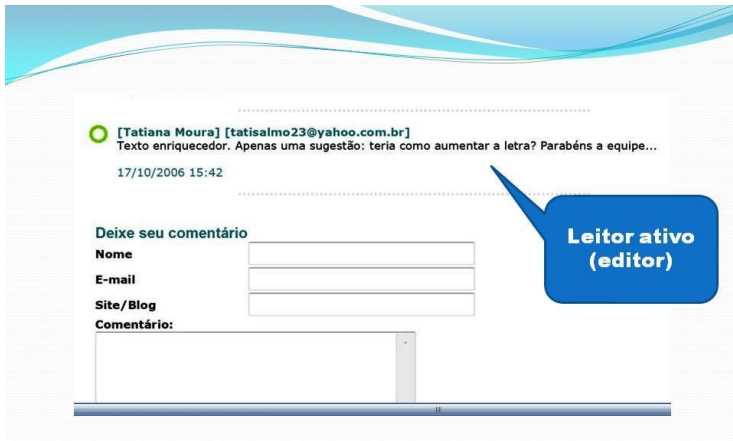 [Tatiana Moura] [tatisalmo23@yahoo.com.br]
Texto enriquecedor. Apenas uma sugestão: teria como aumentar a letra? Parabéns a equipe...
17/10/2006 15:42
Leitor ativo
(editor)
Deixe seu comentário
Nome
E-mail
Site/Blog
Comentário: